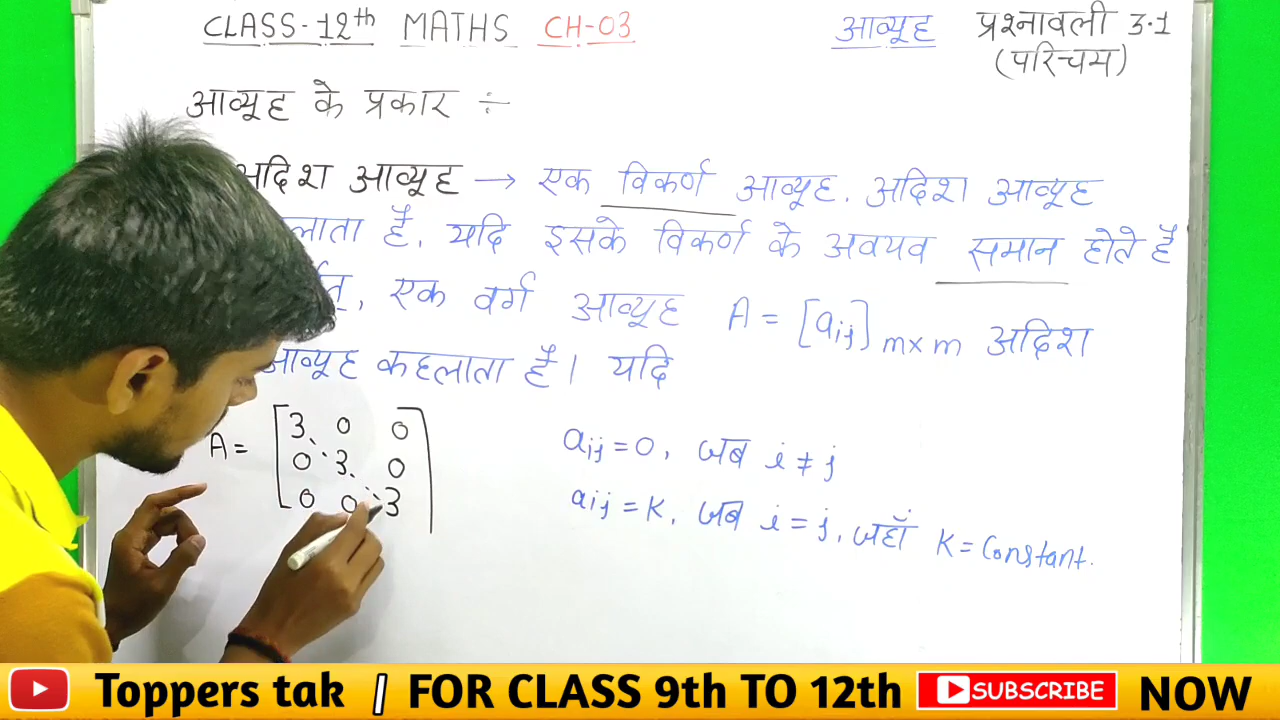 CLASS-12th MATHS CH-03 आव्यूह प्रश्नावली 3.1
(परिचय)
आव्यूह के प्रकार ÷
अदिश आव्यूह → एक विकर्ण आव्यूह, अदिश आव्यूह
लाता है, यदि इसके विकर्ण के अवयव समान होते हैं
एक वर्ग आव्यूह A = [aij] m×m अदिश
आव्यूह कहलाता है। यदि
A = [3 0 0
0 3 0
0 0 3]
aij = 0, जब i ≠ j
aij = K, जब i = j, जहाँ K = Constant.
Toppers tak | FOR CLASS 9th TO 12th SUBSCRIBE NOW